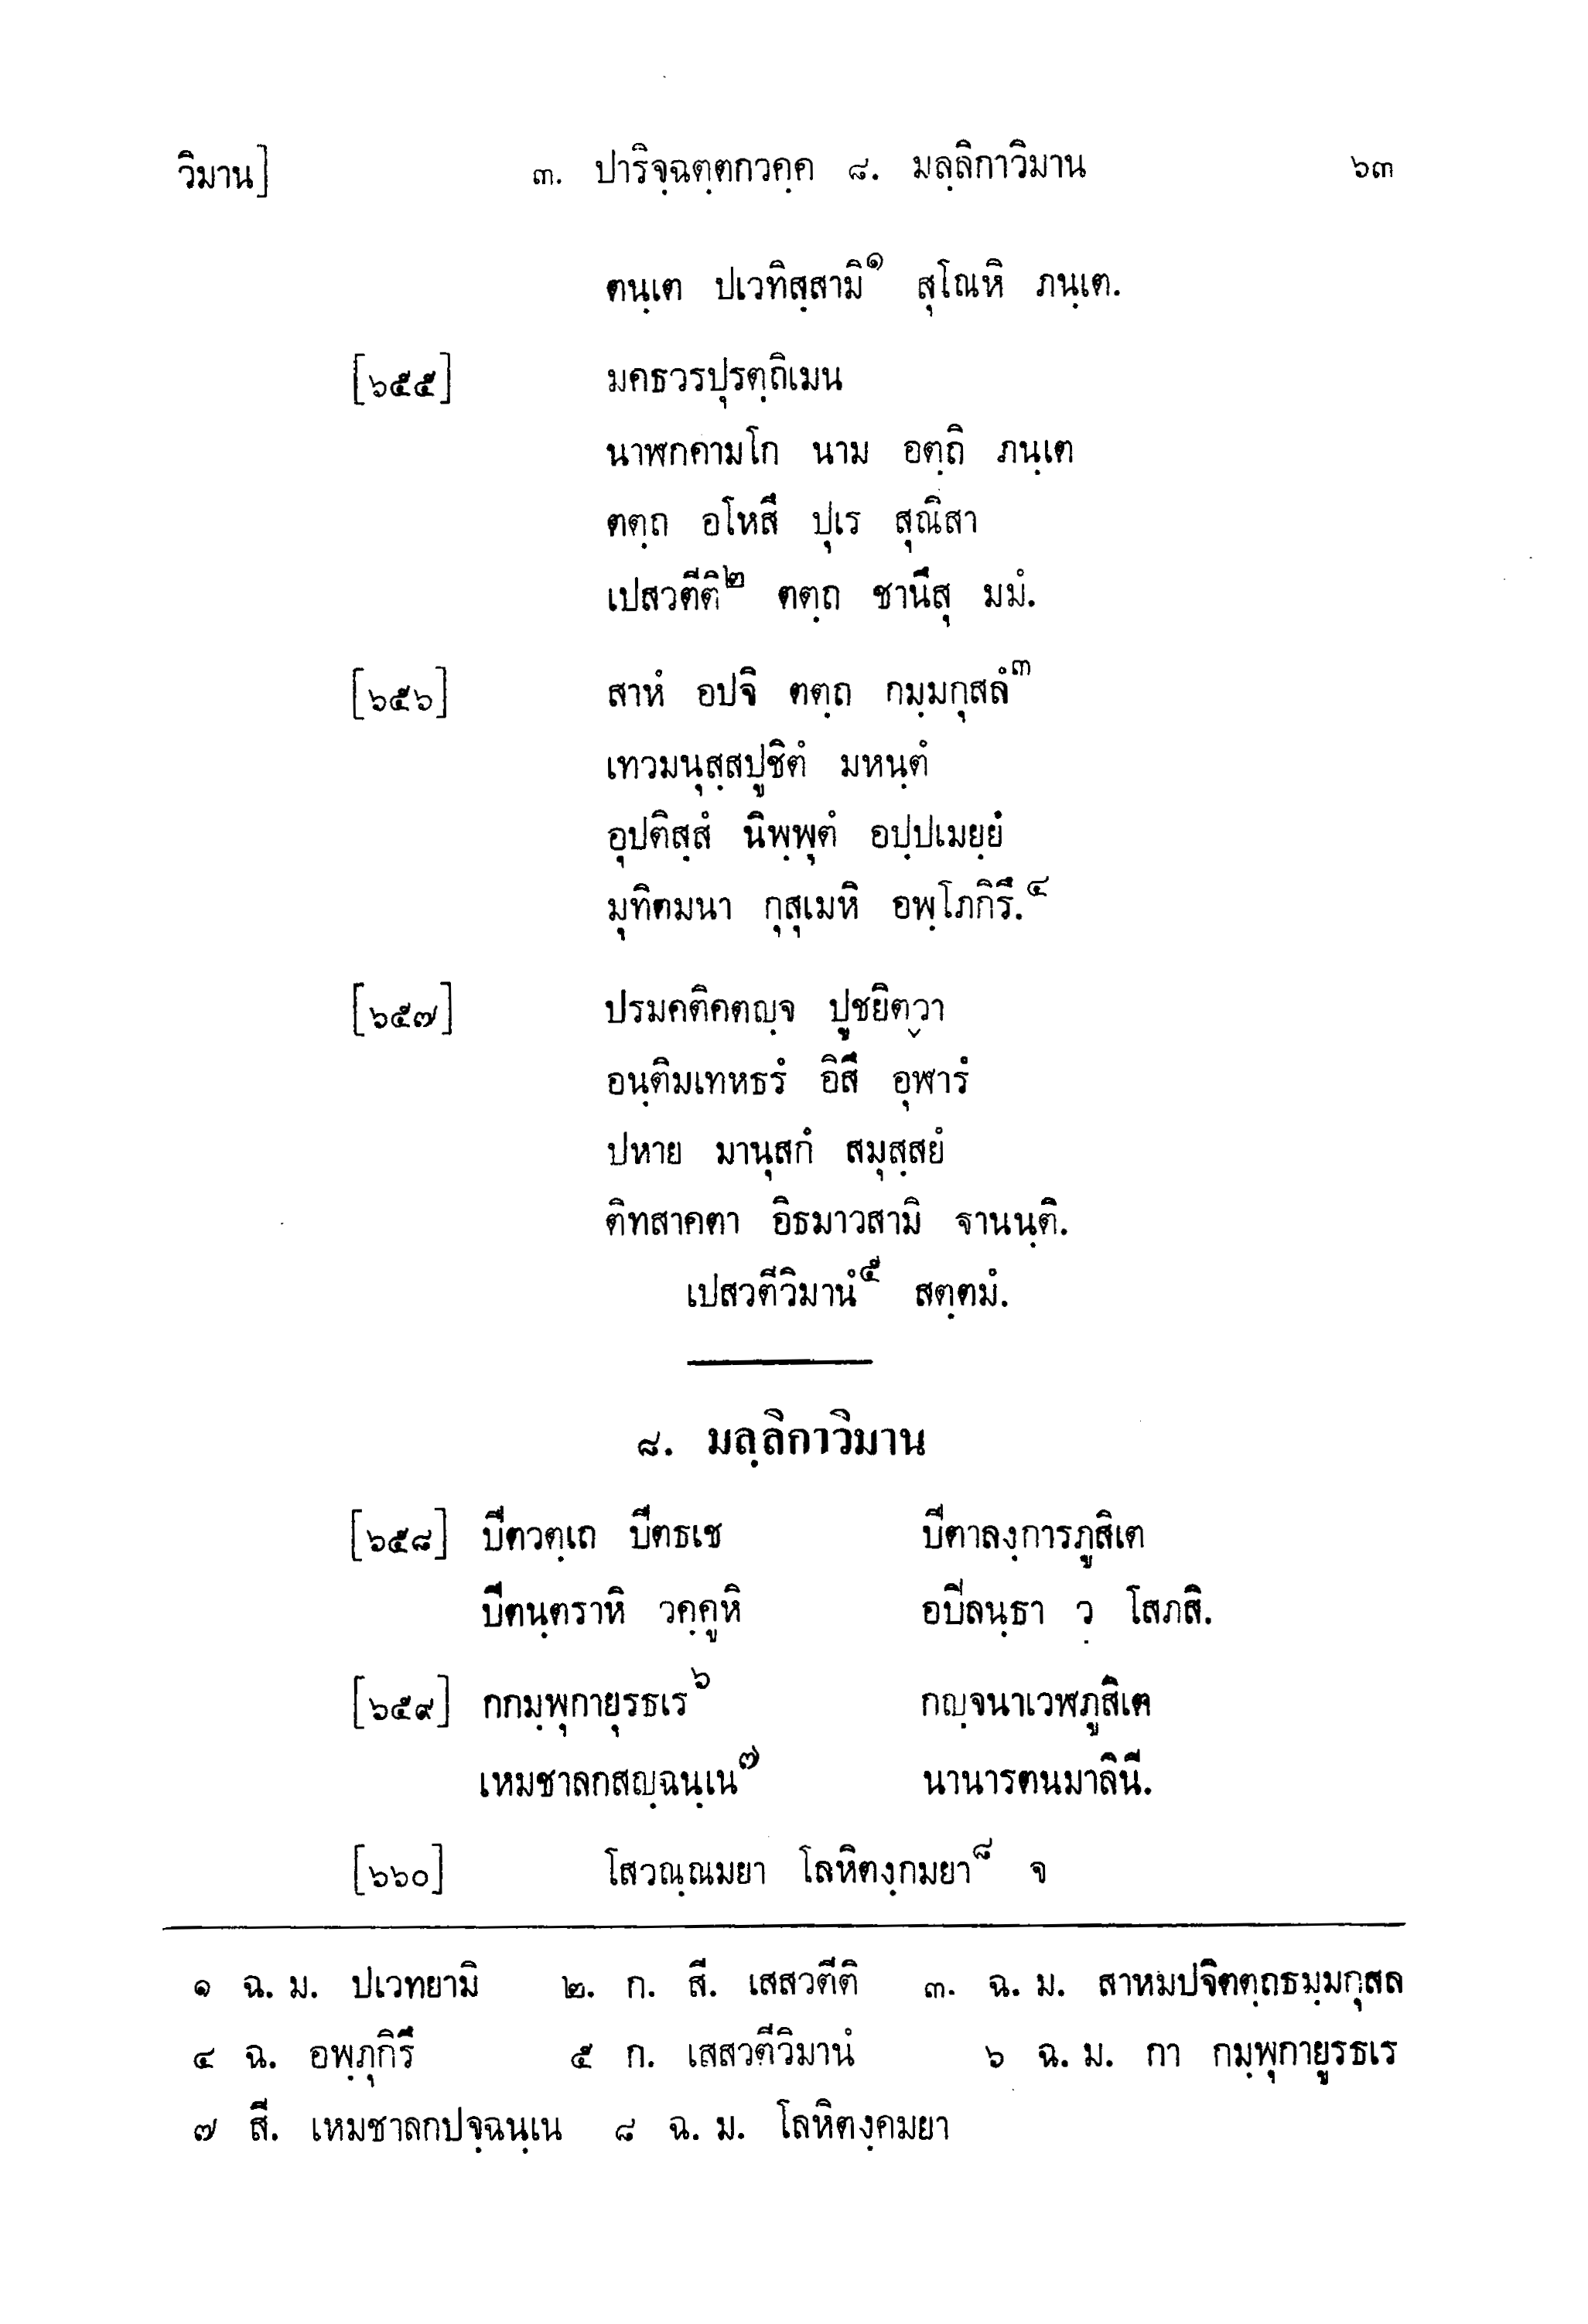 วิมาน] ๓. ปาริจฺฉตฺตกวคฺค ๘. มลฺลิกาวิมาน ๖๓
ตนฺเต ปเวทิสฺสามิ๑ สุโณหิ ภนฺเต.
[๖๕๕] มคธวรปุรตฺถิเมน
นาฬกคามโก นาม อตฺถิ ภนฺเต
ตตฺถ อโหสึ ปุเร สุณิสา
เปสวตีติ๒ ตตฺถ ชานึสุ มมํ.
[๖๕๖] สาหํ อปจิ ตตฺถ กมฺมกุสลํ๓
เทวมนุสฺสปูชิตํ มหนฺตํ
อุปติสฺสํ นิพฺพุตํ อปฺปเมยฺยํ
มุทิตมนา กุสุเมหิ อพฺโภกิรึ.๔
[๖๕๗] ปรมคติคตญฺจ ปูชยิตฺวา
อนฺติมเทหธรํ อิสึ อุฬารํ
ปหาย มานุสกํ สมุสฺสยํ
ติทสาคตา อิธมาวสามิ ฐานนฺติ.
เปสวตีวิมานํ๕ สตฺตมํ.
๘. มลฺลิกาวิมาน
[๖๕๘] ปีตวตฺเถ ปีตธเช ปีตาลงฺการภูสิเต
ปีตนฺตราหิ วคฺคูหิ อปีลนฺธา วฺ โสภสิ.
[๖๕๙] กกมฺพุกายุรธเร๖ กญฺจนาเวฬภูสิเต
เหมชาลกสญฺฉนฺเน๗ นานารตนมาลินี.
[๖๖๐] โสวณฺณมยา โลหิตงฺกมยา๘ จ
๑ ฉ. ม. ปเวทยามิ ๒. ก. สี. เสสวตีติ ๓. ฉ. ม. สาหมปจิตตฺถธมฺมกุสล
๔ ฉ. อพฺภุกิรึ ๕ ก. เสสวตีวิมานํ ๖ ฉ. ม. กา กมฺพุกายูรธเร
๗ สี. เหมชาลกปจฺฉนฺเน ๘ ฉ. ม. โลหิตงฺคมยา